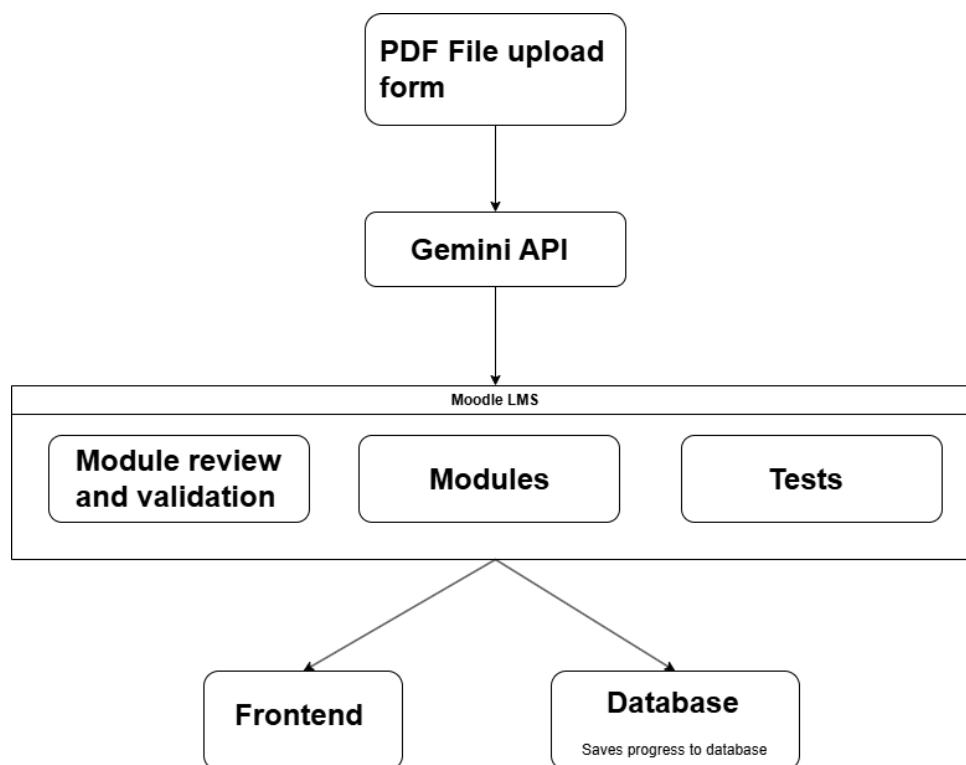 PDF File upload
form
Gemini API
Moodle LMS
Module review
and validation
Modules
Tests
Frontend
Database
Saves progress to database